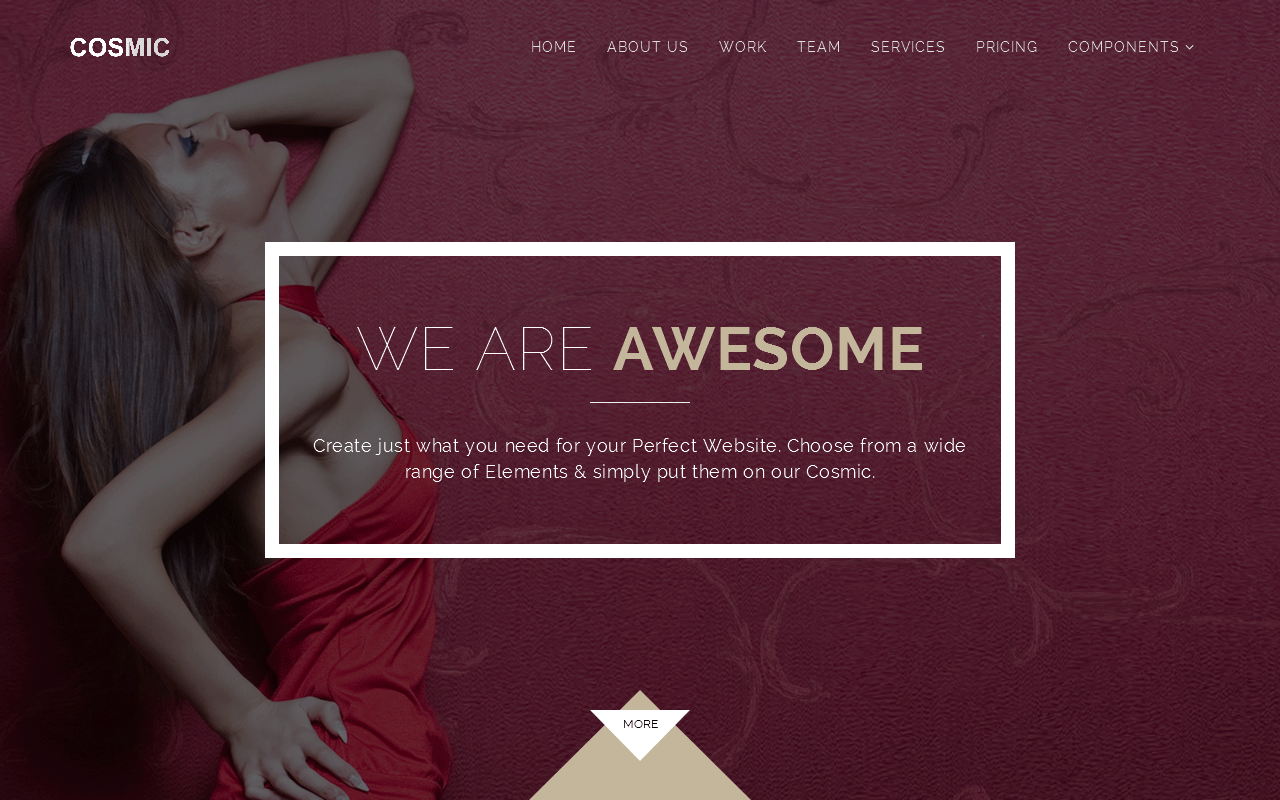 COSMIC
HOME ABOUT US WORK TEAM SERVICES PRICING COMPONENTS
WE ARE AWESOME
Create just what you need for your Perfect Website. Choose from a wide
range of Elements & simply put them on our Cosmic.
MORE